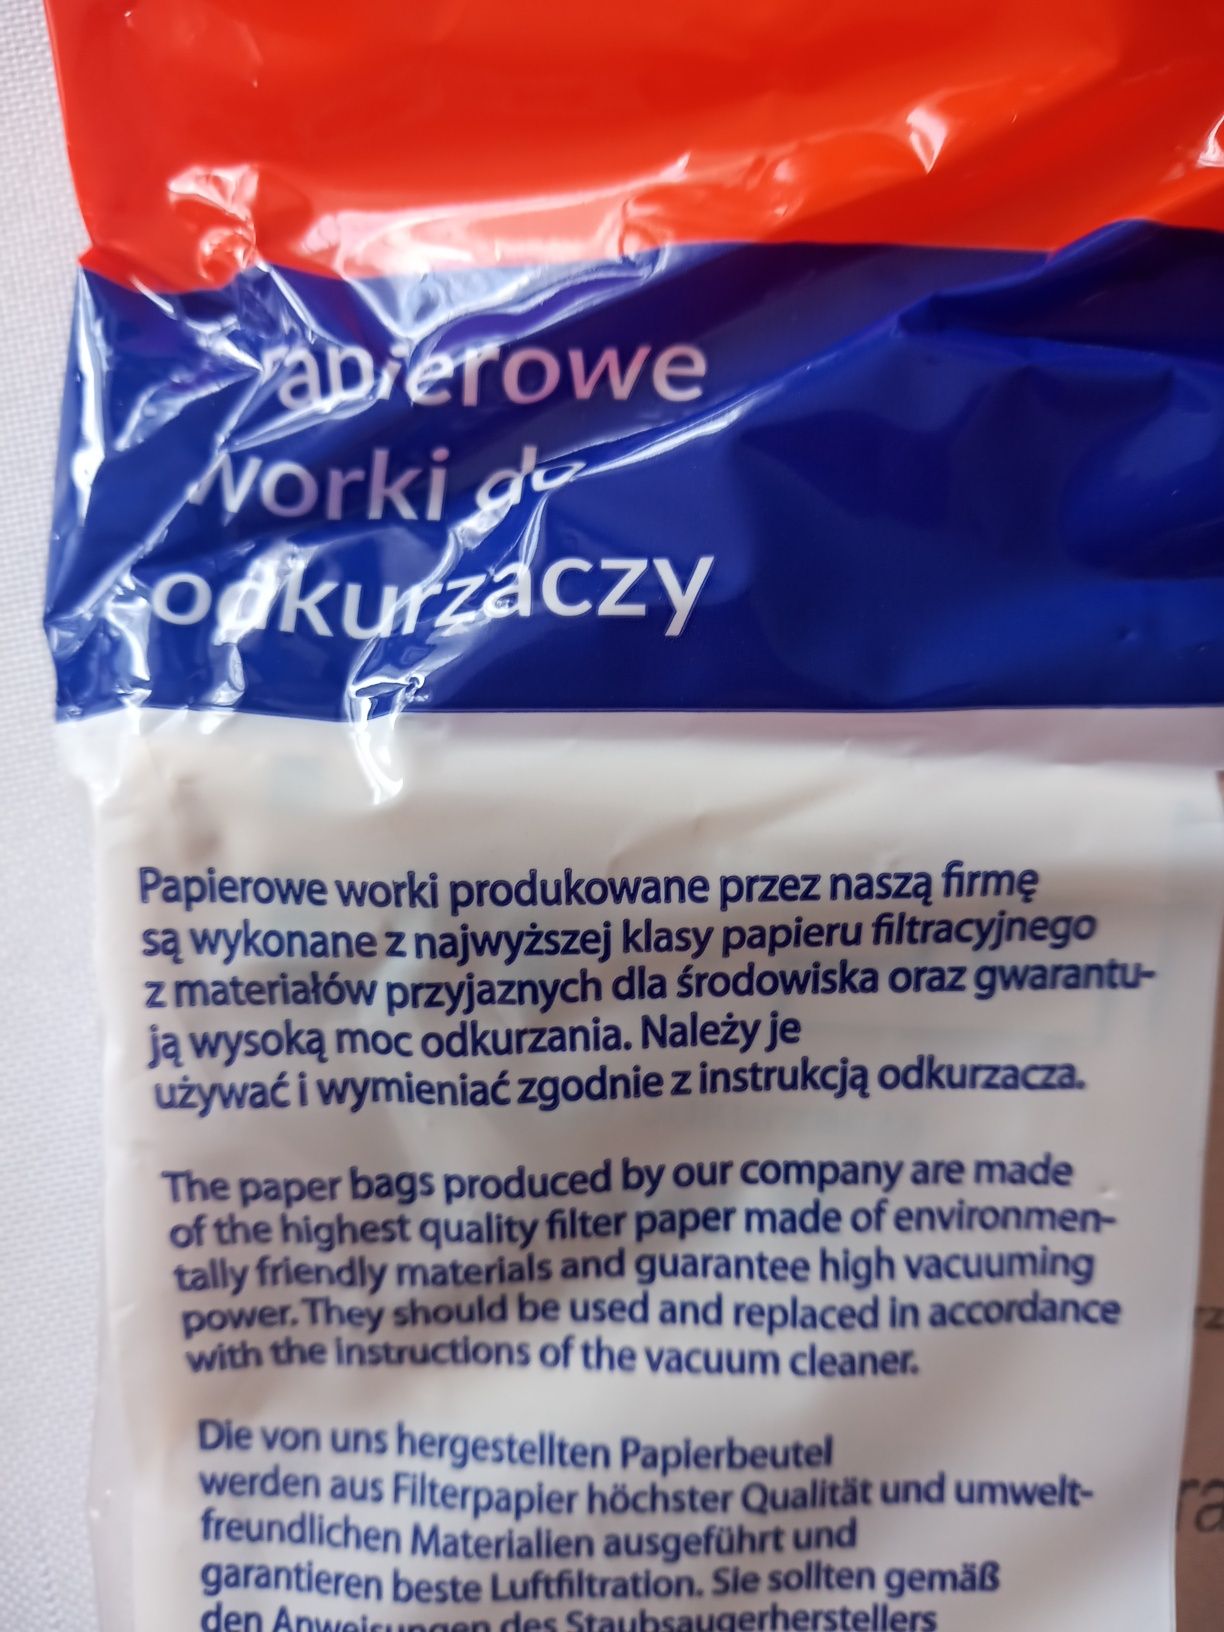 Papierowe
worki do
odkurzaczy
Papierowe worki produkowane przez naszą firmę
są wykonane z najwyższej klasy papieru filtracyjnego
z materiałów przyjaznych dla środowiska oraz gwarantu-
ją wysoką moc odkurzania. Należy je
używać i wymieniać zgodnie z instrukcją odkurzacza.
The paper bags produced by our company are made
of the highest quality filter paper made of environmen-
tally friendly materials and guarantee high vacuuming
power. They should be used and replaced in accordance
with the instructions of the vacuum cleaner.
Die von uns hergestellten Papierbeutel
werden aus Filterpapier höchster Qualität und umwelt-
freundlichen Materialien ausgeführt und
garantieren beste Luftfiltration. Sie sollten gemäß
den Anweisungen des Staubsaugerherstellers